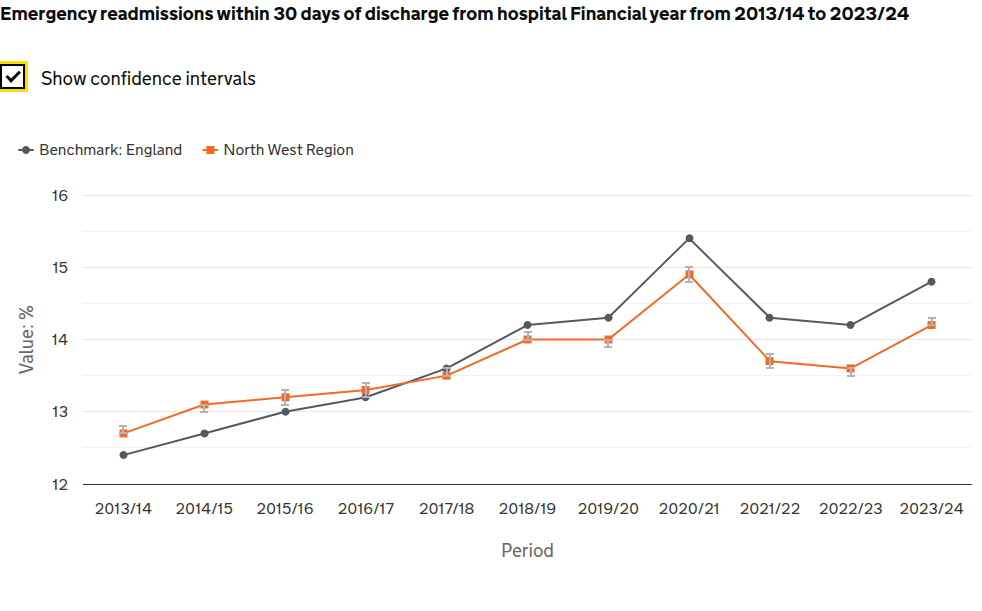 Emergency readmissions within 30 days of discharge from hospital Financial year from 2013/14 to 2023/24
Show confidence intervals
Benchmark: England North West Region
16
15
14
13
12
Value: %
2013/14 2014/15 2015/16 2016/17 2017/18 2018/19 2019/20 2020/21 2021/22 2022/23 2023/24
Period